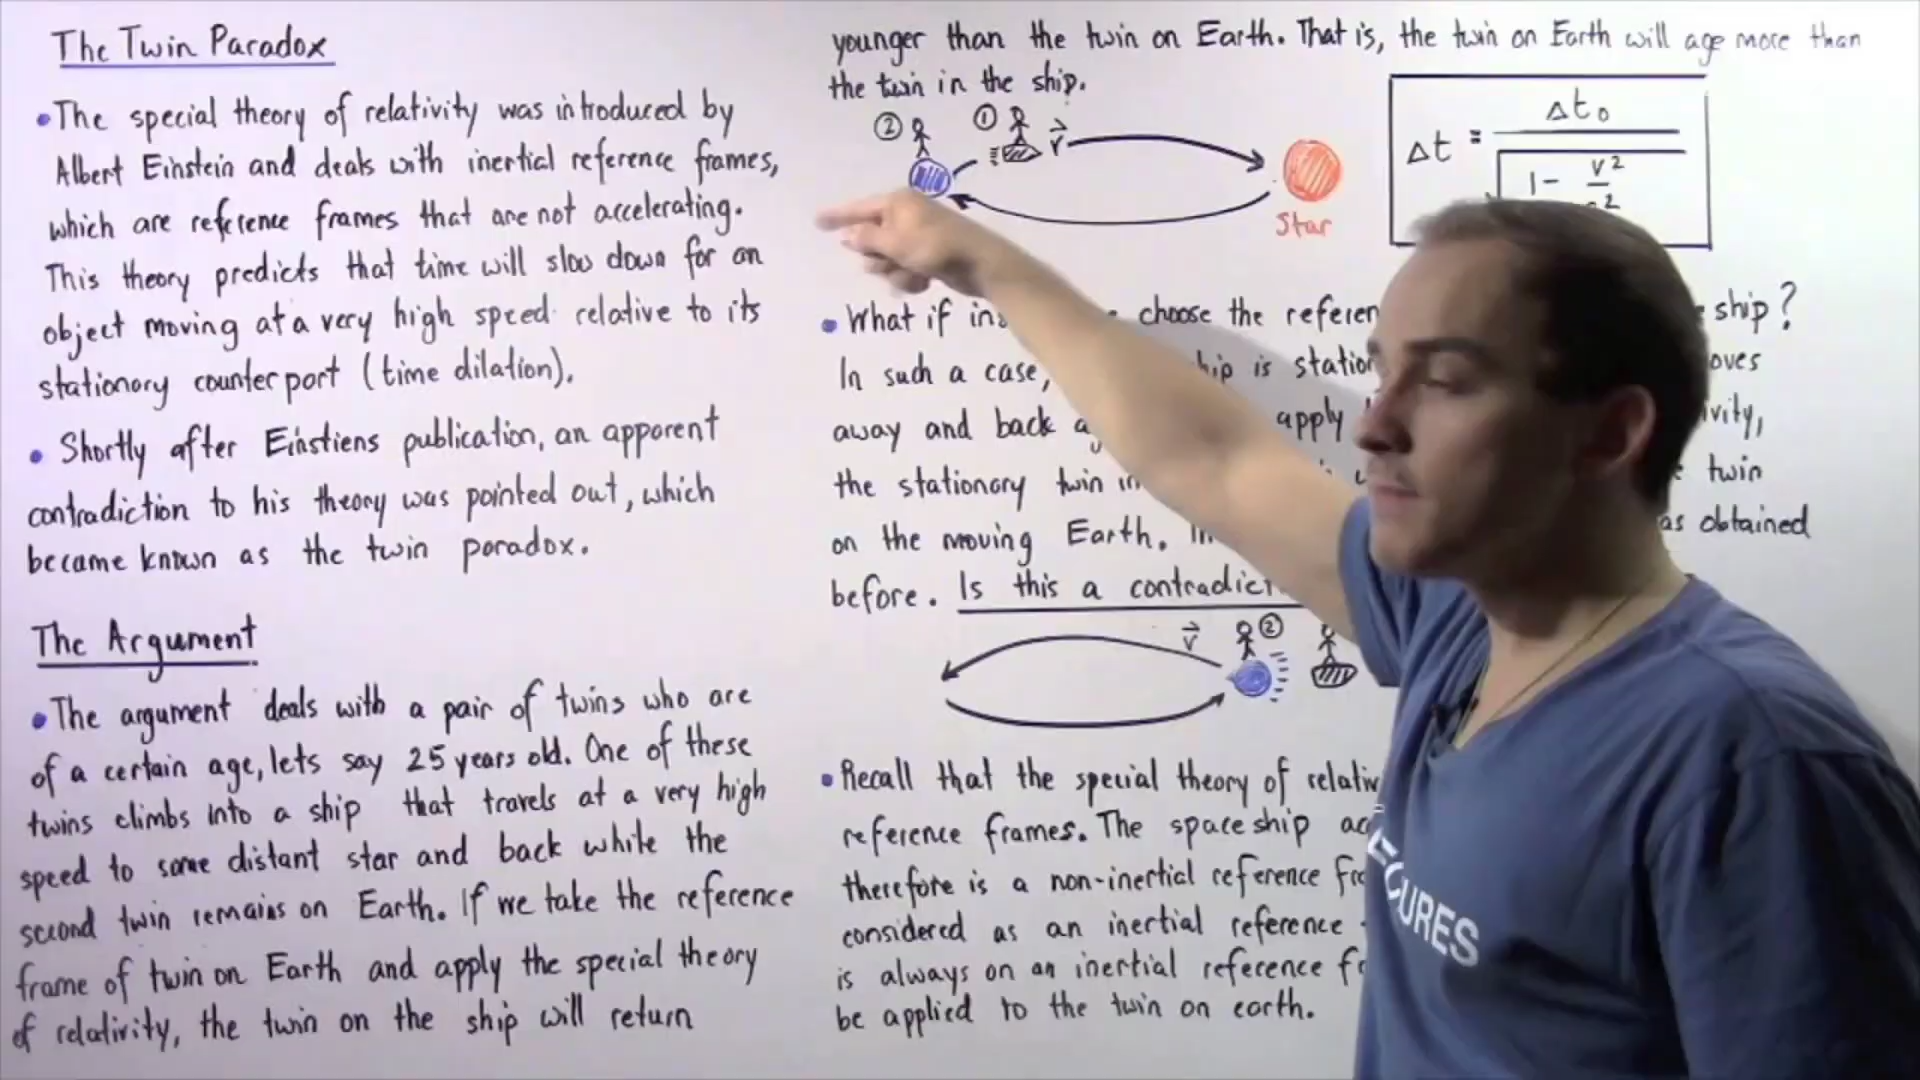 The Twin Paradox
•The special theory of relativity was introduced by
Albert Einstein and deals with inertial reference frames,
which are reference frames that are not accelerating.
This theory predicts that time will slow down for an
object moving at a very high speed relative to its
stationary counterpart (time dilation).
• Shortly after Einstiens publication, an apparent
contradiction to his theory was pointed out, which
became known as the twin paradox.
The Argument
•The argument deals with a pair of twins who are
of a certain age, lets say 25 years old. One of these
twins climbs into a ship that travels at a very high
speed to some distant star and back while the
second twin remains on Earth. If we take the reference
frame of twin on Earth and apply the special theory
of relativity, the twin on the ship will return
younger than the twin on Earth. That is, the twin on Earth will age more than
the twin in the ship.
② ① v
Star
Δt = Δt₀
1- v²
²
• What if choose the ship?
In such a case, ship is
away and back apply
the stationary twin twin
on the moving Earth. as obtained
before. Is this a
v ②
•Recall that the special theory of
reference frames. The spaceship
therefore is a non-inertial reference
considered as an inertial reference
is always on an inertial reference
be applied to the twin on earth.